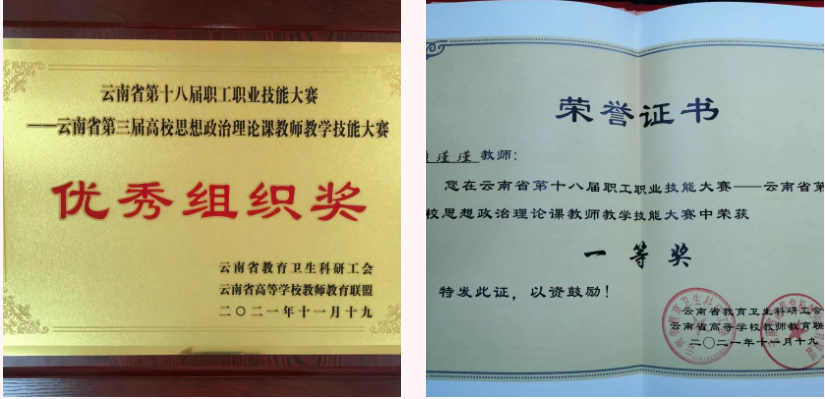 云南省第十八届职工职业技能大赛
——云南省第三届高校思想政治理论课教师教学技能大赛
优秀组织奖
云南省教育卫生科研工会
云南省高等学校教师教育联盟
二〇二一年十一月十九
荣誉证书
瑾瑾教师：
您在云南省第十八届职工职业技能大赛——云南省第
校思想政治理论课教师教学技能大赛中荣获
一等奖
特发此证，以资鼓励！
云南省教育卫生科研工会
云南省高等学校教师教育联
二〇二一年十一月十九